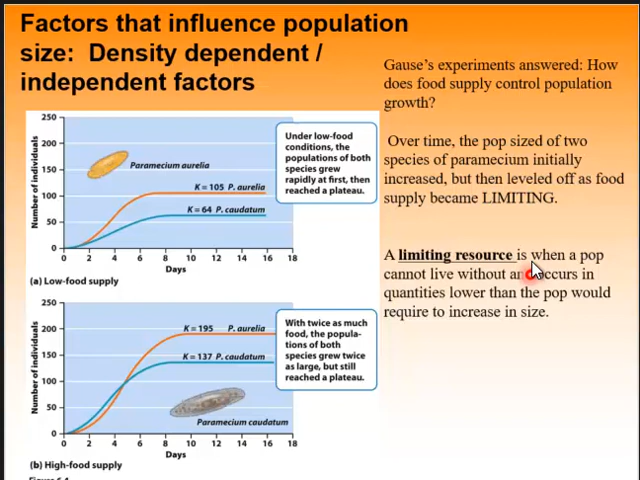 Factors that influence population
size: Density dependent /
independent factors
Gause's experiments answered: How
does food supply control population
growth?
Over time, the pop sized of two
species of paramecium initially
increased, but then leveled off as food
supply became LIMITING.
A limiting resource is when a pop
cannot live without an occurs in
quantities lower than the pop would
require to increase in size.
Number of individuals
250
200
150
100
50
0
Paramecium aurelia
K = 105 P. aurelia
K = 64 P. caudatum
0 2 4 6 8 10 12 14 16 18
Days
Under low-food
conditions, the
populations of both
species grew
rapidly at first, then
reached a plateau.
(a) Low-food supply
Number of individuals
250
200
150
100
50
0
K = 195 P. aurelia
K = 137 P. caudatum
Paramecium caudatum
0 2 4 6 8 10 12 14 16 18
Days
With twice as much
food, the popula-
tions of both
species grew twice
as large, but still
reached a plateau.
(b) High-food supply